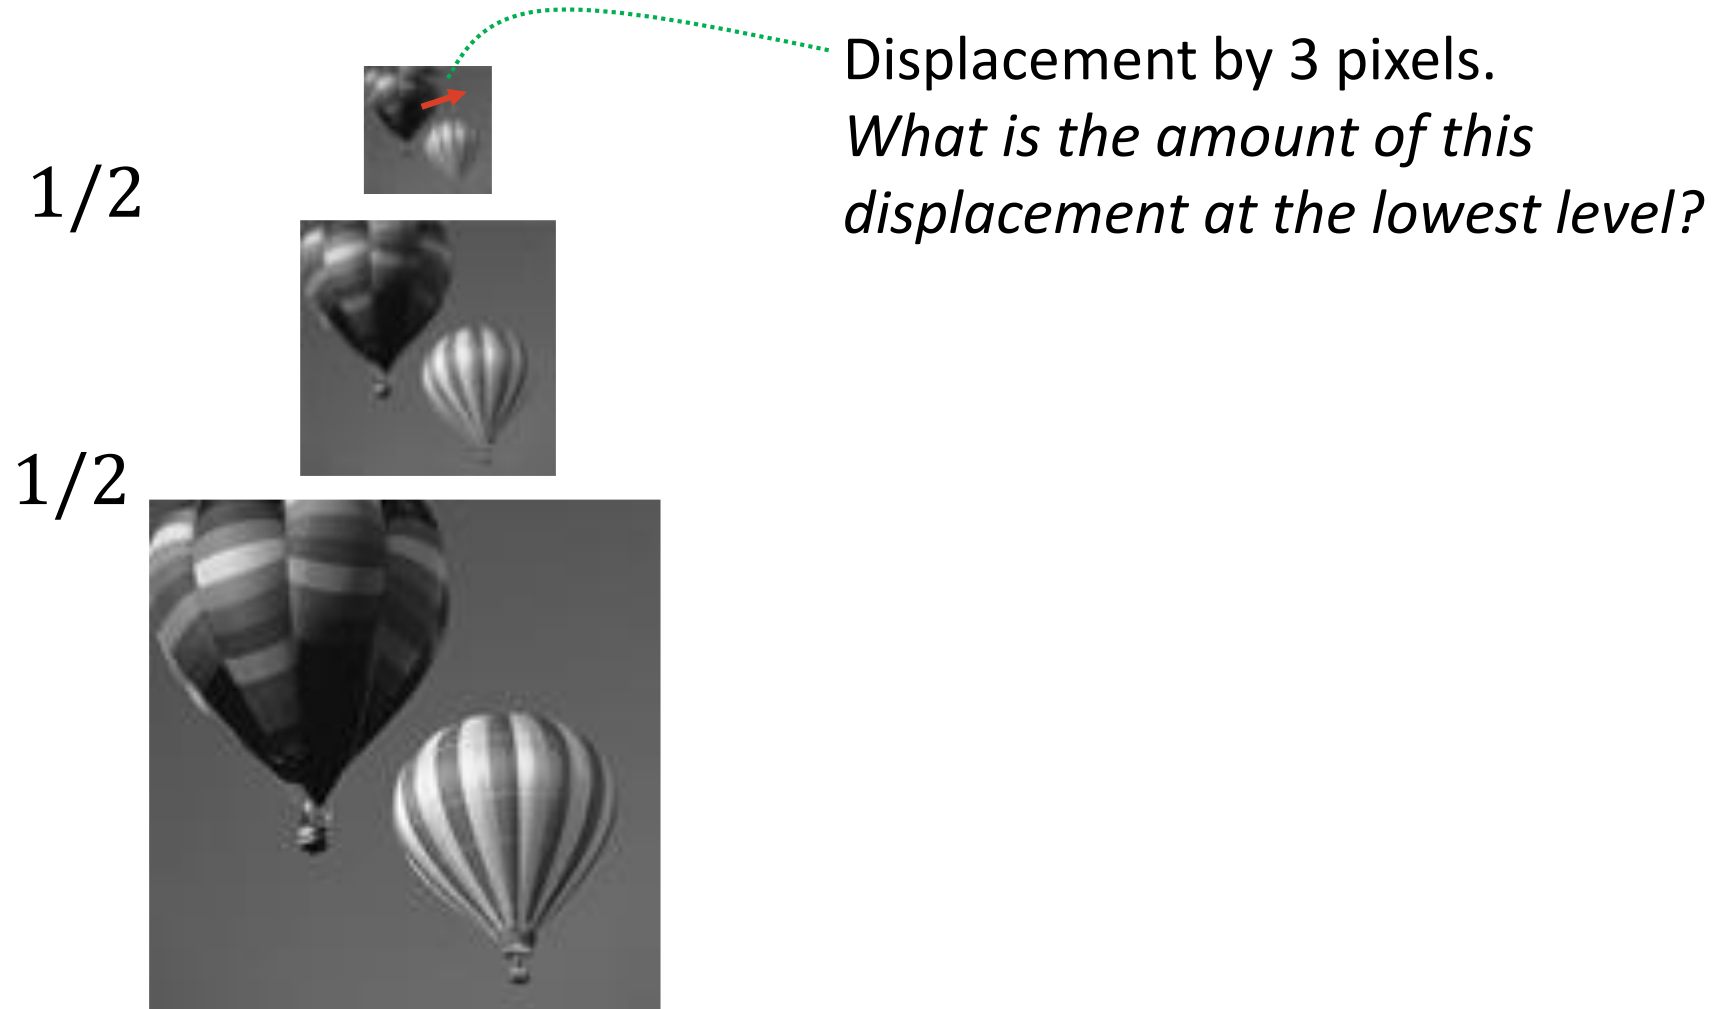 Displacement by 3 pixels.
What is the amount of this
displacement at the lowest level?
1/2
1/2